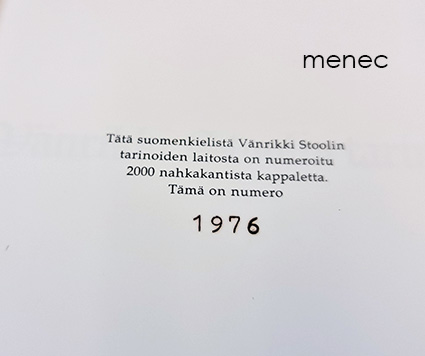 menec
Tätä suomenkielistä Vänrikki Stoolin
tarinoiden laitosta on numeroitu
2000 nahkakantista kappaletta.
Tämä on numero
1976